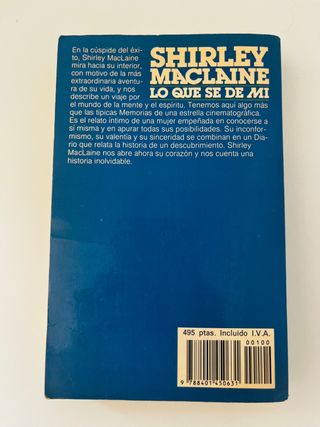 SHIRLEY
MACLAINE
LO QUE SE DE MI
En la cúspide del éxi-
to, Shirley MacLaine
mira hacia su interior,
con motivo de la más
extraordinaria aventu-
ra de su vida, y nos
describe un viaje por
el mundo de la mente y el espíritu. Tenemos aquí algo más
que las típicas Memorias de una estrella cinematográfica.
Es el relato íntimo de una mujer empeñada en conocerse a
sí misma y en apurar todas sus posibilidades. Su inconfor-
mismo, su valentía y su sinceridad se combinan en un Dia-
rio que relata la historia de un descubrimiento. Shirley
MacLaine nos abre ahora su corazón y nos cuenta una
historia inolvidable.
495 ptas. Incluido I.V.A.
00100
9 788401 450631